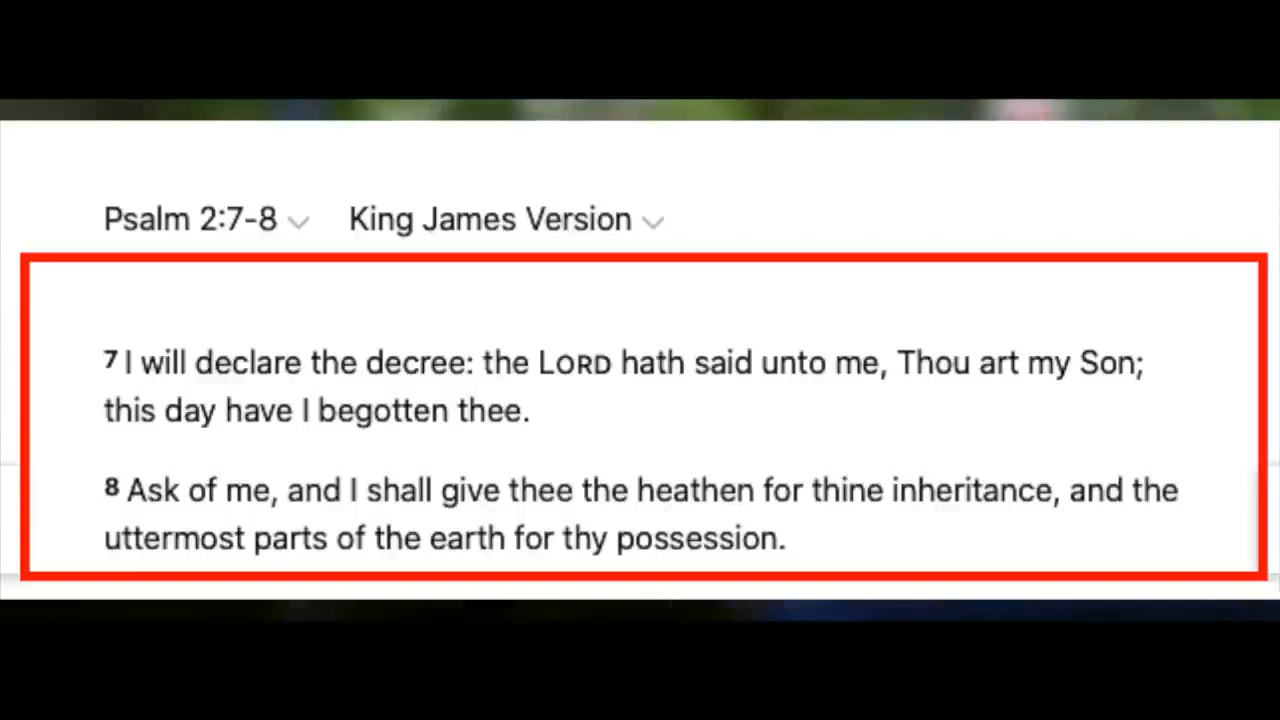 Psalm 2:7-8 King James Version
7 I will declare the decree: the LORD hath said unto me, Thou art my Son;
this day have I begotten thee.
8 Ask of me, and I shall give thee the heathen for thine inheritance, and the
uttermost parts of the earth for thy possession.